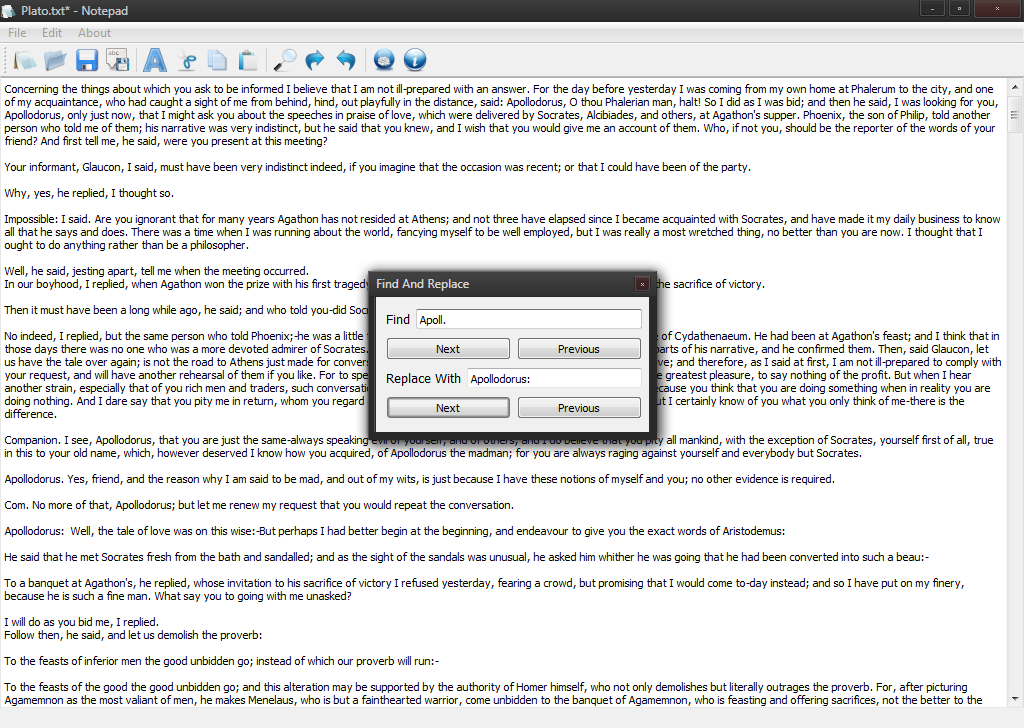 Plato.txt* - Notepad
File Edit About
Concerning the things about which you ask to be informed I believe that I am not ill-prepared with an answer. For the day before yesterday I was coming from my own home at Phalerum to the city, and one
of my acquaintance, who had caught a sight of me from behind, hind, out playfully in the distance, said: Apollodorus, O thou Phalerian man, halt! So I did as I was bid; and then he said, I was looking for you,
Apollodorus, only just now, that I might ask you about the speeches in praise of love, which were delivered by Socrates, Alcibiades, and others, at Agathon's supper. Phoenix, the son of Philip, told another
person who told me of them; his narrative was very indistinct, but he said that you knew, and I wish that you would give me an account of them. Who, if not you, should be the reporter of the words of your
friend? And first tell me, he said, were you present at this meeting?
Your informant, Glaucon, I said, must have been very indistinct indeed, if you imagine that the occasion was recent; or that I could have been of the party.
Why, yes, he replied, I thought so.
Impossible: I said. Are you ignorant that for many years Agathon has not resided at Athens; and not three have elapsed since I became acquainted with Socrates, and have made it my daily business to know
all that he says and does. There was a time when I was running about the world, fancying myself to be well employed, but I was really a most wretched thing, no better than you are now. I thought that I
ought to do anything rather than be a philosopher.
Well, he said, jesting apart, tell me when the meeting occurred.
In our boyhood, I replied, when Agathon won the prize with his first tragedy the sacrifice of victory.
Then it must have been a long while ago, he said; and who told you-did Soc
No indeed, I replied, but the same person who told Phoenix;-he was a little of Cydathenaeum. He had been at Agathon's feast; and I think that in
those days there was no one who was a more devoted admirer of Socrates. parts of his narrative, and he confirmed them. Then, said Glaucon, let
us have the tale over again; is not the road to Athens just made for convers ve; and therefore, as I said at first, I am not ill-prepared to comply with
your request, and will have another rehearsal of them if you like. For to spe e greatest pleasure, to say nothing of the profit. But when I hear
another strain, especially that of you rich men and traders, such conversatio ecause you think that you are doing something when in reality you are
doing nothing. And I dare say that you pity me in return, whom you regard ut I certainly know of you what you only think of me-there is the
difference.
Find And Replace
Find Apoll.
Next Previous
Replace With Apollodorus:
Next Previous
Companion. I see, Apollodorus, that you are just the same-always speaking evil of yourself, and of others; and I do believe that you pity all mankind, with the exception of Socrates, yourself first of all, true
in this to your old name, which, however deserved I know how you acquired, of Apollodorus the madman; for you are always raging against yourself and everybody but Socrates.
Apollodorus. Yes, friend, and the reason why I am said to be mad, and out of my wits, is just because I have these notions of myself and you; no other evidence is required.
Com. No more of that, Apollodorus; but let me renew my request that you would repeat the conversation.
Apollodorus:  Well, the tale of love was on this wise:-But perhaps I had better begin at the beginning, and endeavour to give you the exact words of Aristodemus:
He said that he met Socrates fresh from the bath and sandalled; and as the sight of the sandals was unusual, he asked him whither he was going that he had been converted into such a beau:-
To a banquet at Agathon's, he replied, whose invitation to his sacrifice of victory I refused yesterday, fearing a crowd, but promising that I would come to-day instead; and so I have put on my finery,
because he is such a fine man. What say you to going with me unasked?
I will do as you bid me, I replied.
Follow then, he said, and let us demolish the proverb:
To the feasts of inferior men the good unbidden go; instead of which our proverb will run:-
To the feasts of the good the good unbidden go; and this alteration may be supported by the authority of Homer himself, who not only demolishes but literally outrages the proverb. For, after picturing
Agamemnon as the most valiant of men, he makes Menelaus, who is but a fainthearted warrior, come unbidden to the banquet of Agamemnon, who is feasting and offering sacrifices, not the better to the